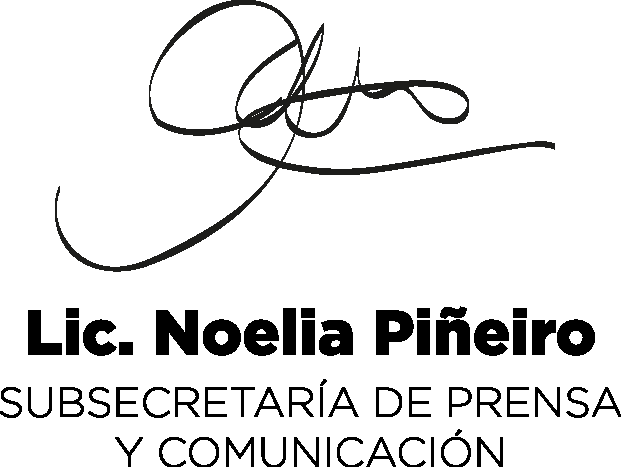 Lic. Noelia Piñeiro
SUBSECRETARÍA DE PRENSA
Y COMUNICACIÓN